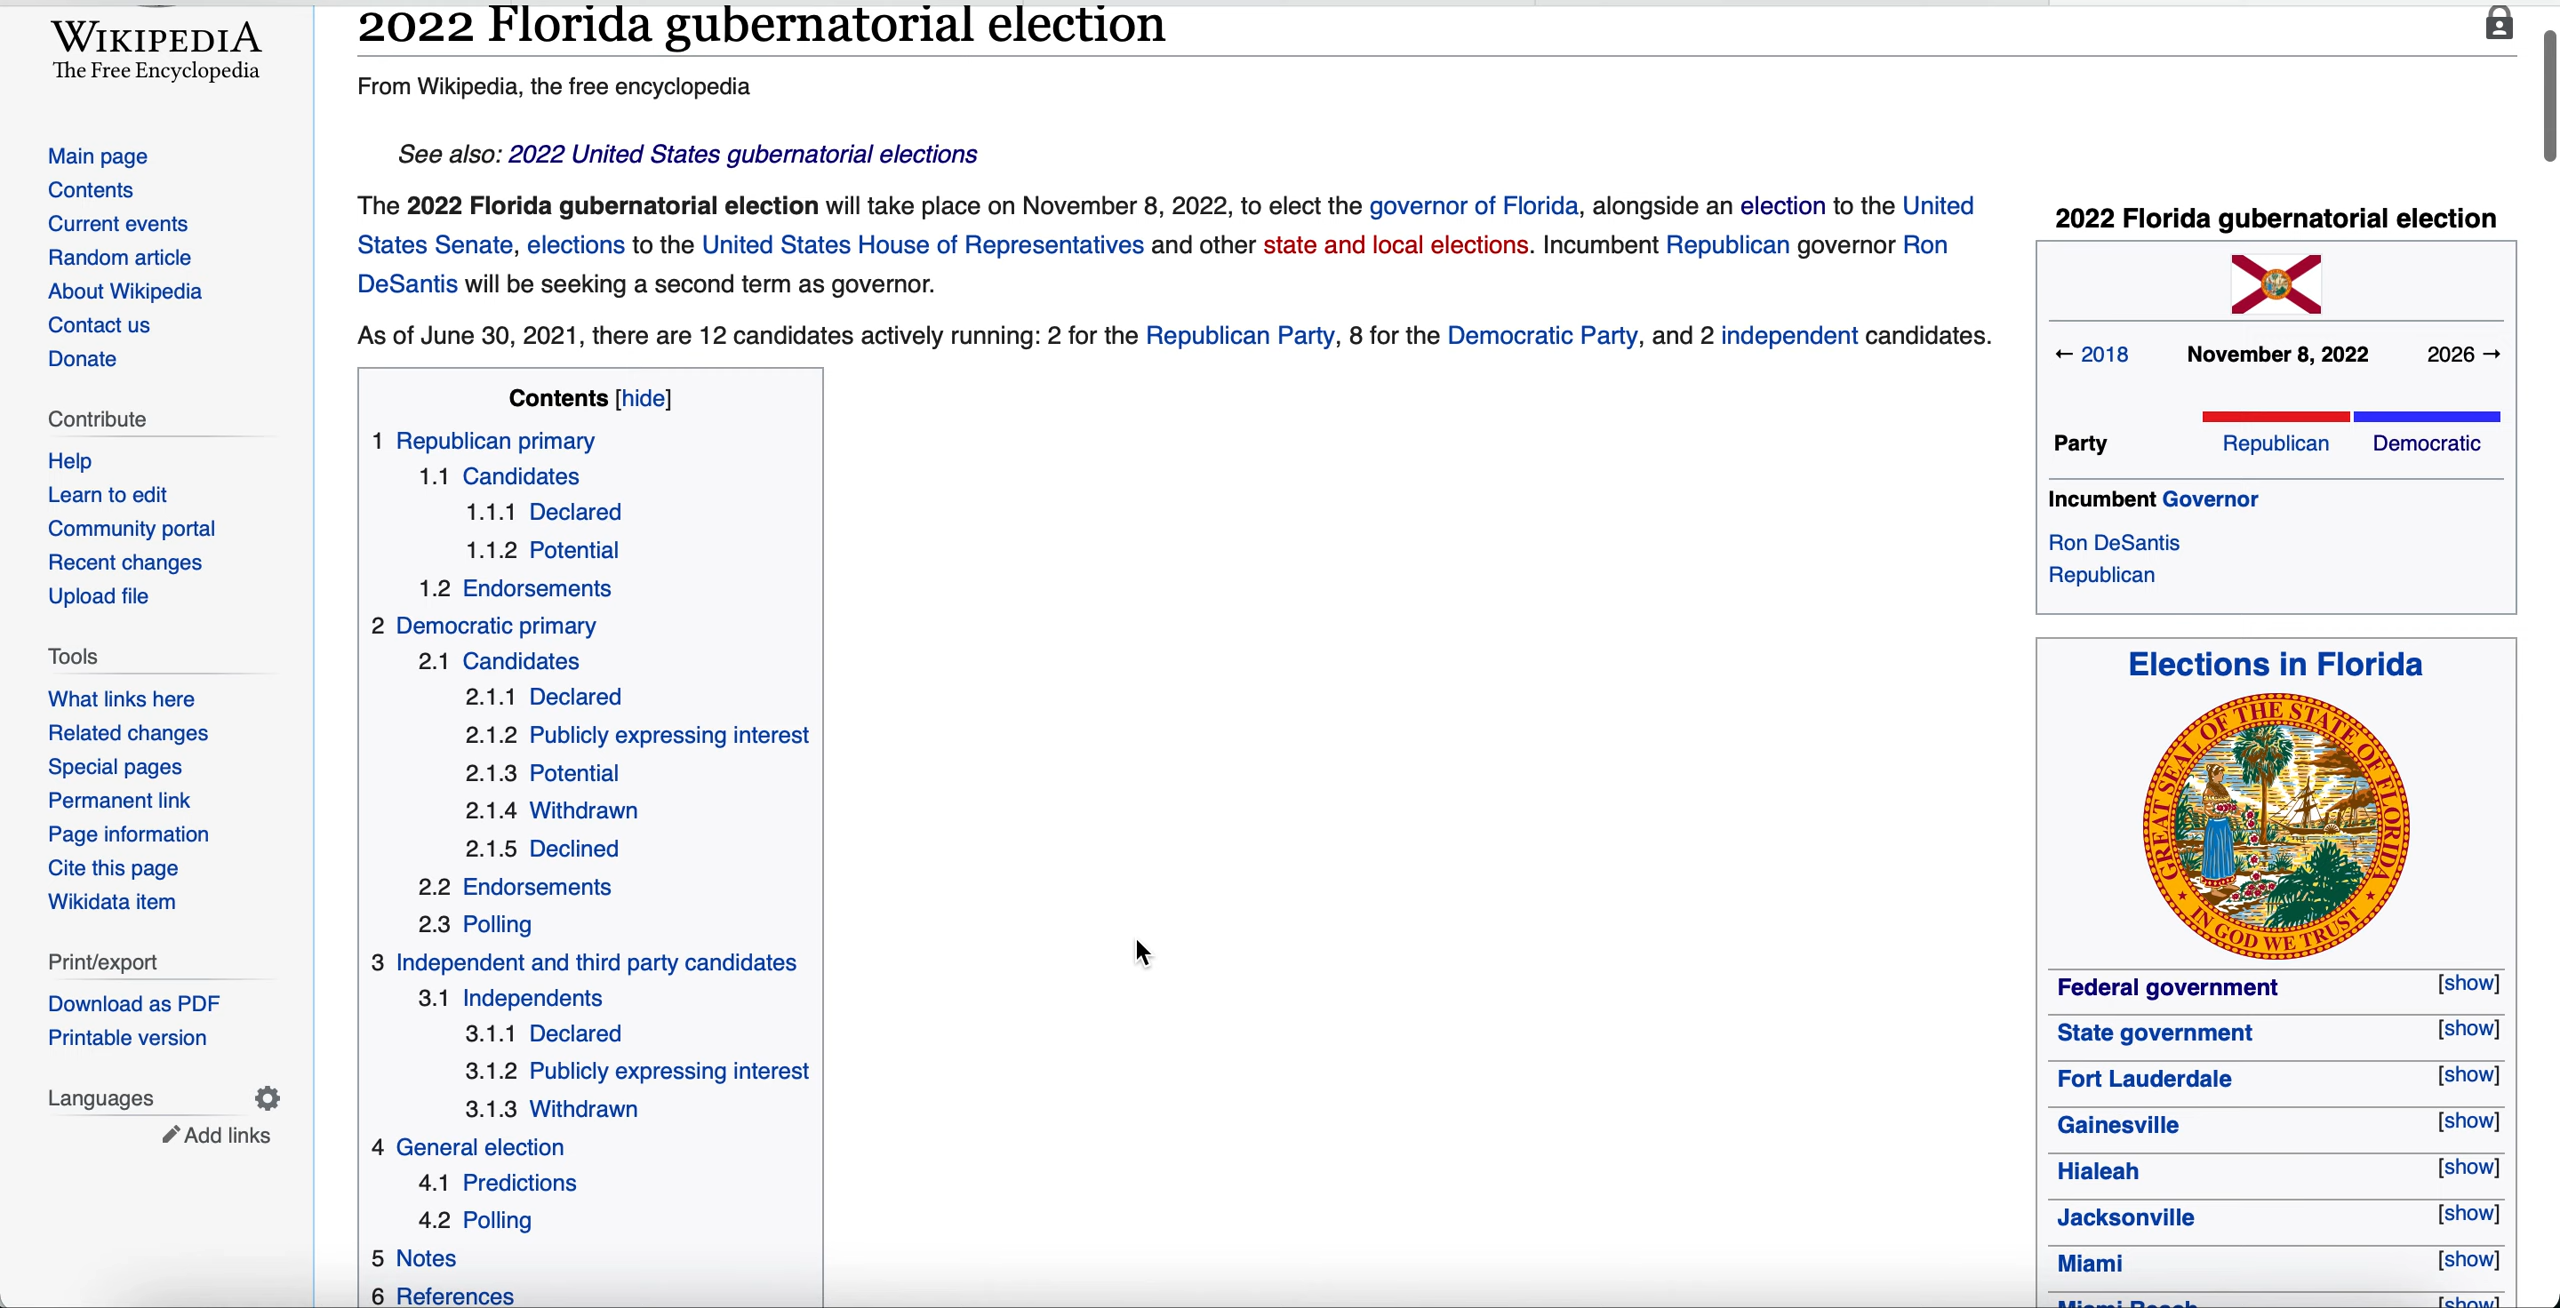 WIKIPEDIA
The Free Encyclopedia
Main page
Contents
Current events
Random article
About Wikipedia
Contact us
Donate
Contribute
Help
Learn to edit
Community portal
Recent changes
Upload file
Tools
What links here
Related changes
Special pages
Permanent link
Page information
Cite this page
Wikidata item
Print/export
Download as PDF
Printable version
Languages
Add links
2022 Florida gubernatorial election
From Wikipedia, the free encyclopedia
See also: 2022 United States gubernatorial elections
The 2022 Florida gubernatorial election will take place on November 8, 2022, to elect the governor of Florida, alongside an election to the United
States Senate, elections to the United States House of Representatives and other state and local elections. Incumbent Republican governor Ron
DeSantis will be seeking a second term as governor.
As of June 30, 2021, there are 12 candidates actively running: 2 for the Republican Party, 8 for the Democratic Party, and 2 independent candidates.
Contents [hide]
1 Republican primary
1.1 Candidates
1.1.1 Declared
1.1.2 Potential
1.2 Endorsements
2 Democratic primary
2.1 Candidates
2.1.1 Declared
2.1.2 Publicly expressing interest
2.1.3 Potential
2.1.4 Withdrawn
2.1.5 Declined
2.2 Endorsements
2.3 Polling
3 Independent and third party candidates
3.1 Independents
3.1.1 Declared
3.1.2 Publicly expressing interest
3.1.3 Withdrawn
4 General election
4.1 Predictions
4.2 Polling
5 Notes
6 References
2022 Florida gubernatorial election
← 2018 November 8, 2022 2026 →
Party Republican Democratic
Incumbent Governor
Ron DeSantis
Republican
Elections in Florida
GREAT SEAL OF THE STATE OF FLORIDA
IN GOD WE TRUST
Federal government [show]
State government [show]
Fort Lauderdale [show]
Gainesville [show]
Hialeah [show]
Jacksonville [show]
Miami [show]
Miami Beach [show]